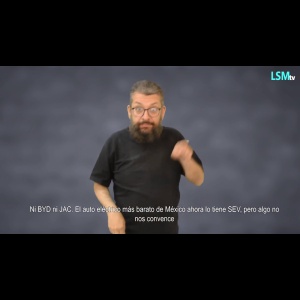 LSMtv
Ni BYD ni JAC. El auto eléctrico más barato de México ahora lo tiene SEV, pero algo no
nos convence